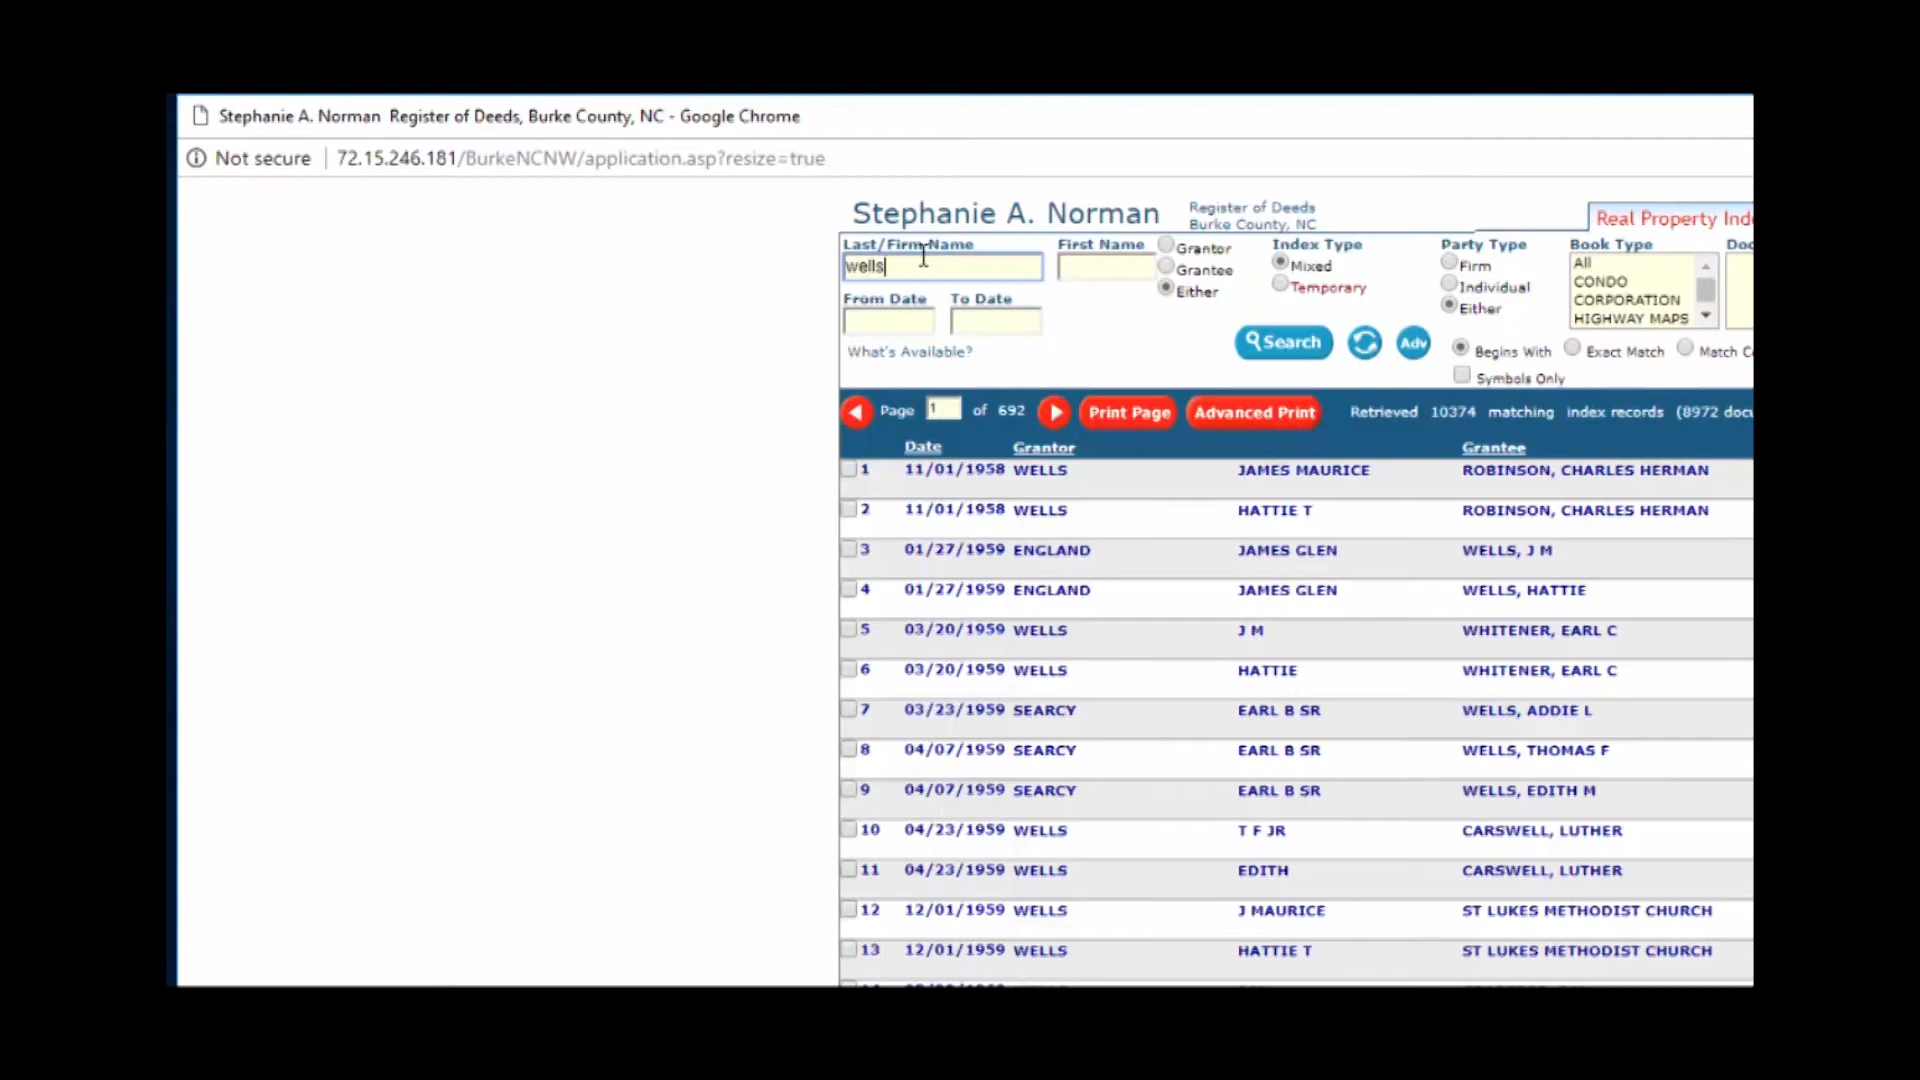 Stephanie A. Norman  Register of Deeds, Burke County, NC - Google Chrome
Not secure | 72.15.246.181/BurkeNCNW/application.asp?resize=true
Stephanie A. Norman
Register of Deeds
Burke County, NC
Real Property
Last/Firm Name First Name Grantor Index Type Party Type Book Type
wells Grantee Mixed Firm All
Either Temporary Individual CONDO
From Date To Date Either CORPORATION
HIGHWAY MAPS
What's Available? Search Adv Begins With Exact Match Match
Symbols Only
Page 1 of 692 Print Page Advanced Print Retrieved 10374 matching index records (8972
Date Grantor Grantee
1 11/01/1958 WELLS JAMES MAURICE ROBINSON, CHARLES HERMAN
2 11/01/1958 WELLS HATTIE T ROBINSON, CHARLES HERMAN
3 01/27/1959 ENGLAND JAMES GLEN WELLS, J M
4 01/27/1959 ENGLAND JAMES GLEN WELLS, HATTIE
5 03/20/1959 WELLS J M WHITENER, EARL C
6 03/20/1959 WELLS HATTIE WHITENER, EARL C
7 03/23/1959 SEARCY EARL B SR WELLS, ADDIE L
8 04/07/1959 SEARCY EARL B SR WELLS, THOMAS F
9 04/07/1959 SEARCY EARL B SR WELLS, EDITH M
10 04/23/1959 WELLS T F JR CARSWELL, LUTHER
11 04/23/1959 WELLS EDITH CARSWELL, LUTHER
12 12/01/1959 WELLS J MAURICE ST LUKES METHODIST CHURCH
13 12/01/1959 WELLS HATTIE T ST LUKES METHODIST CHURCH